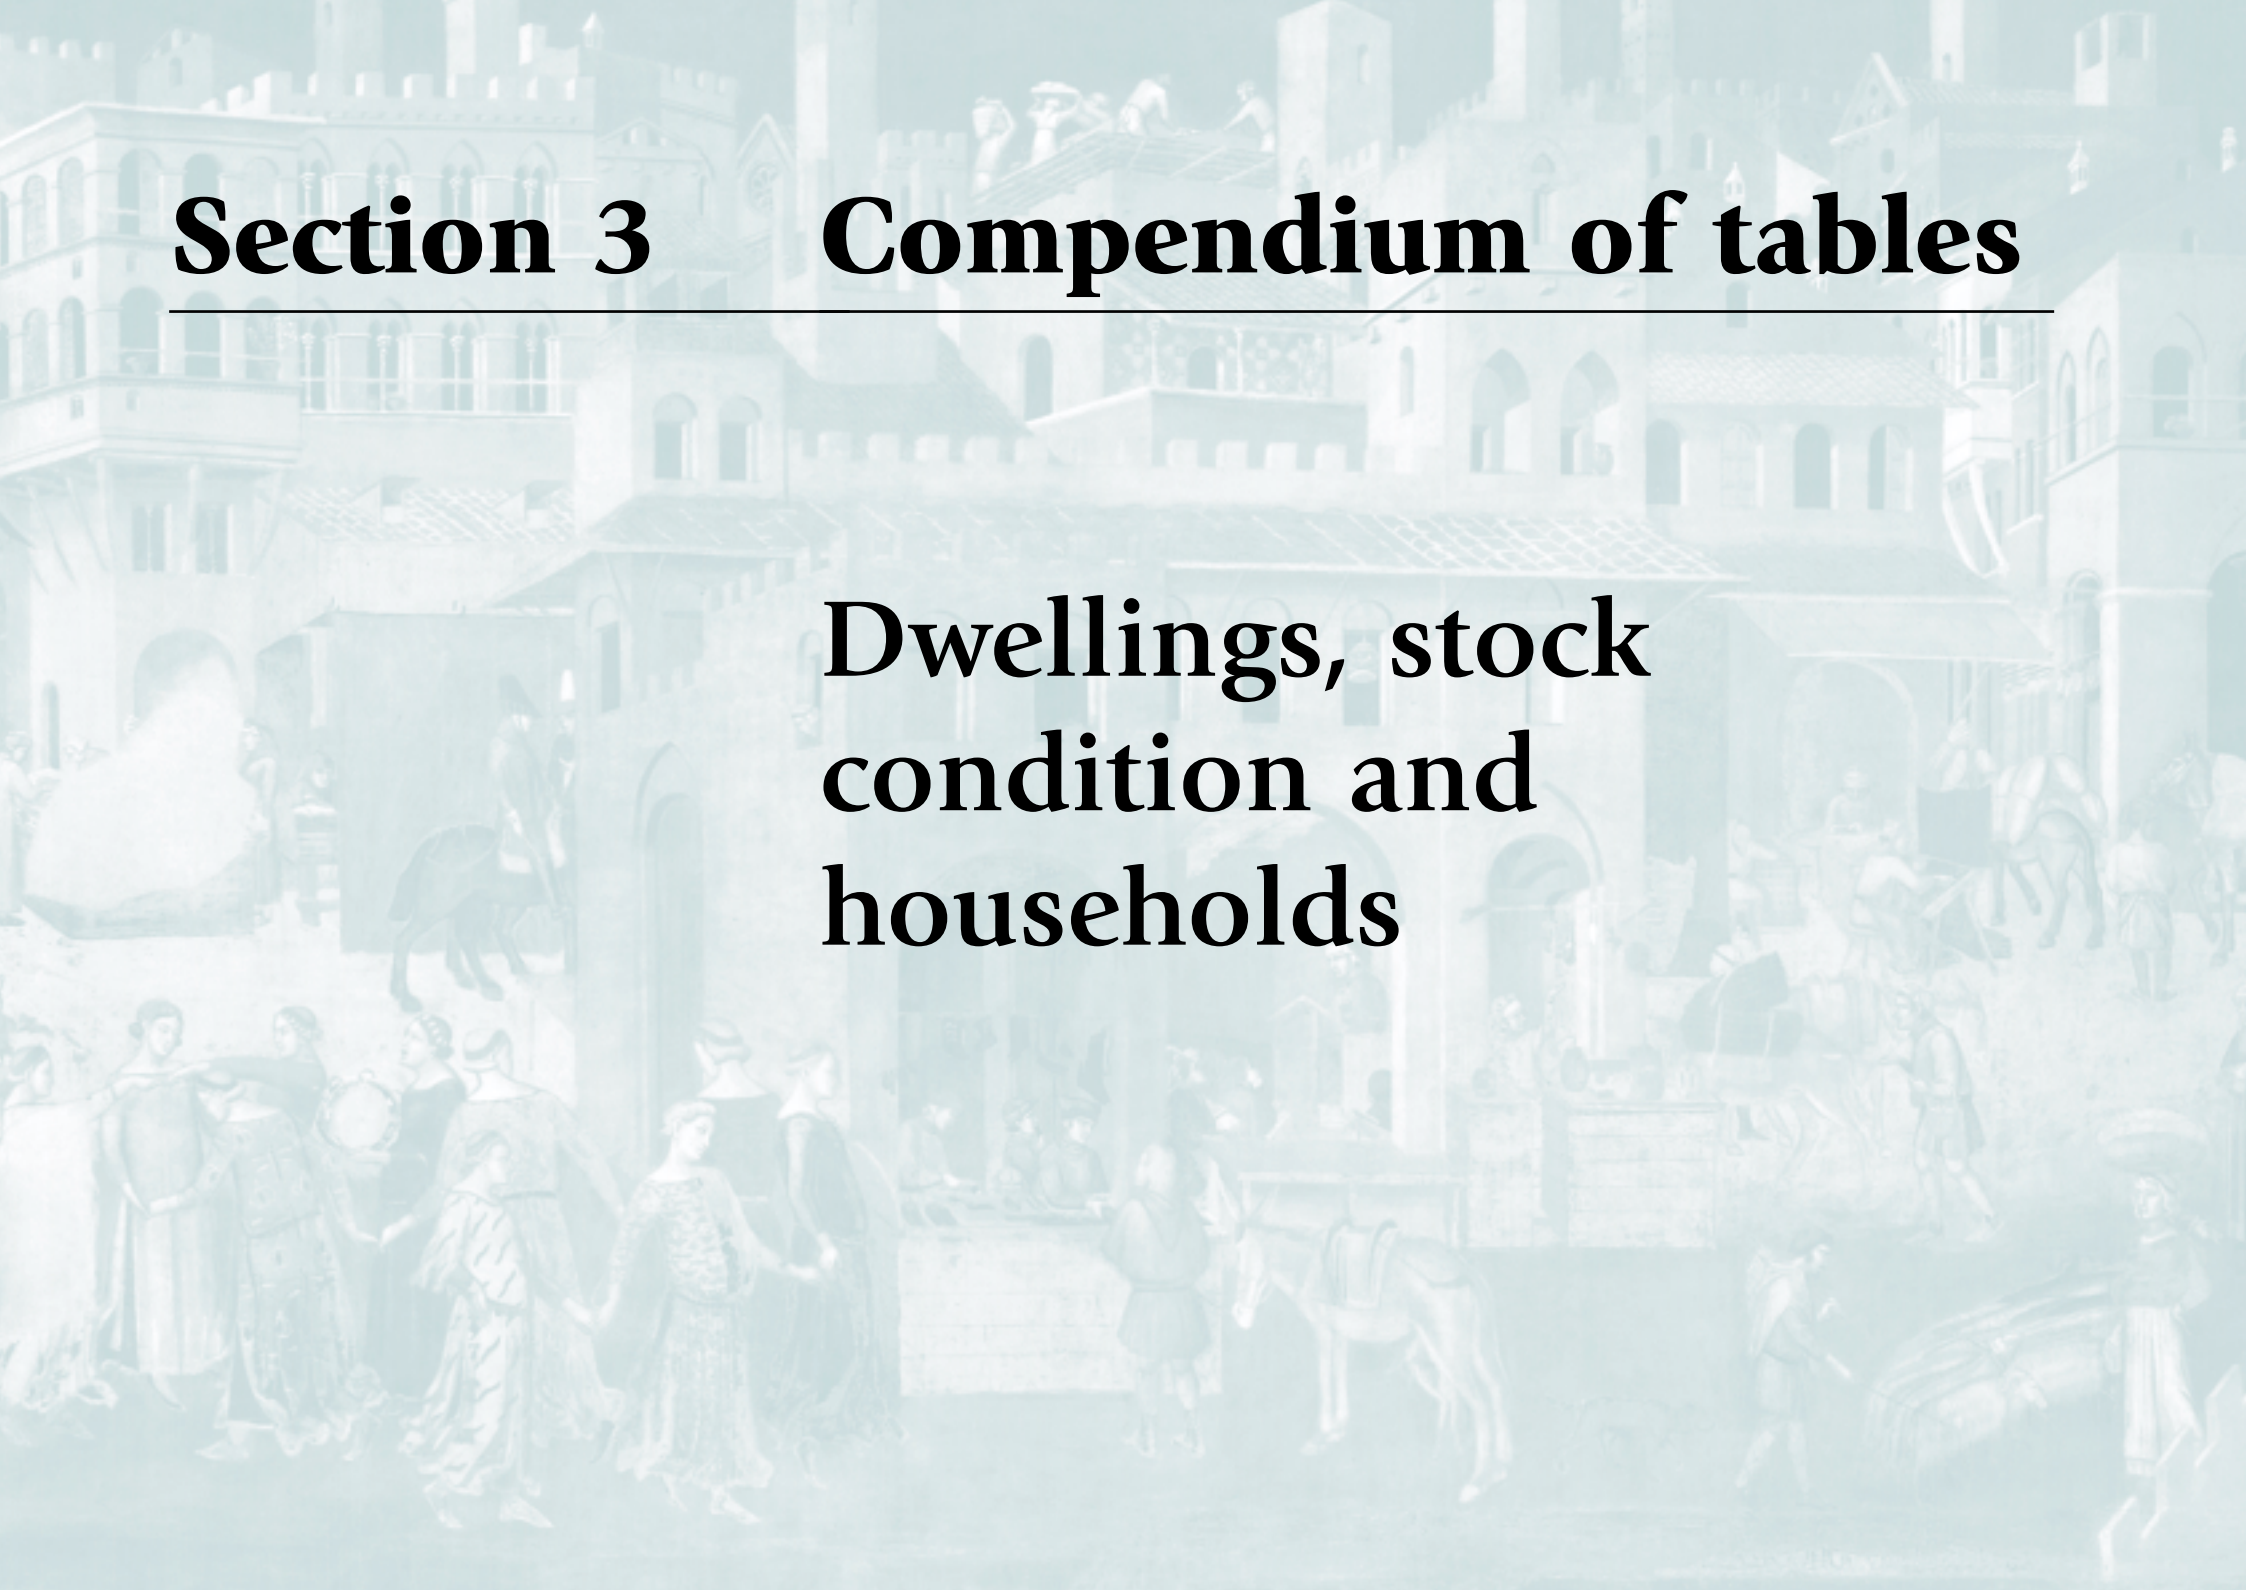 Section 3 Compendium of tables
Dwellings, stock
condition and
households